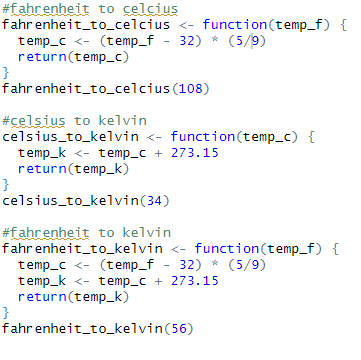 #fahrenheit to celcius
fahrenheit_to_celcius <- function(temp_f) {
  temp_c <- (temp_f - 32) * (5/9)
  return(temp_c)
}
fahrenheit_to_celcius(108)

#celsius to kelvin
celsius_to_kelvin <- function(temp_c) {
  temp_k <- temp_c + 273.15
  return(temp_k)
}
celsius_to_kelvin(34)

#fahrenheit to kelvin
fahrenheit_to_kelvin <- function(temp_f) {
  temp_c <- (temp_f - 32) * (5/9)
  temp_k <- temp_c + 273.15
  return(temp_k)
}
fahrenheit_to_kelvin(56)